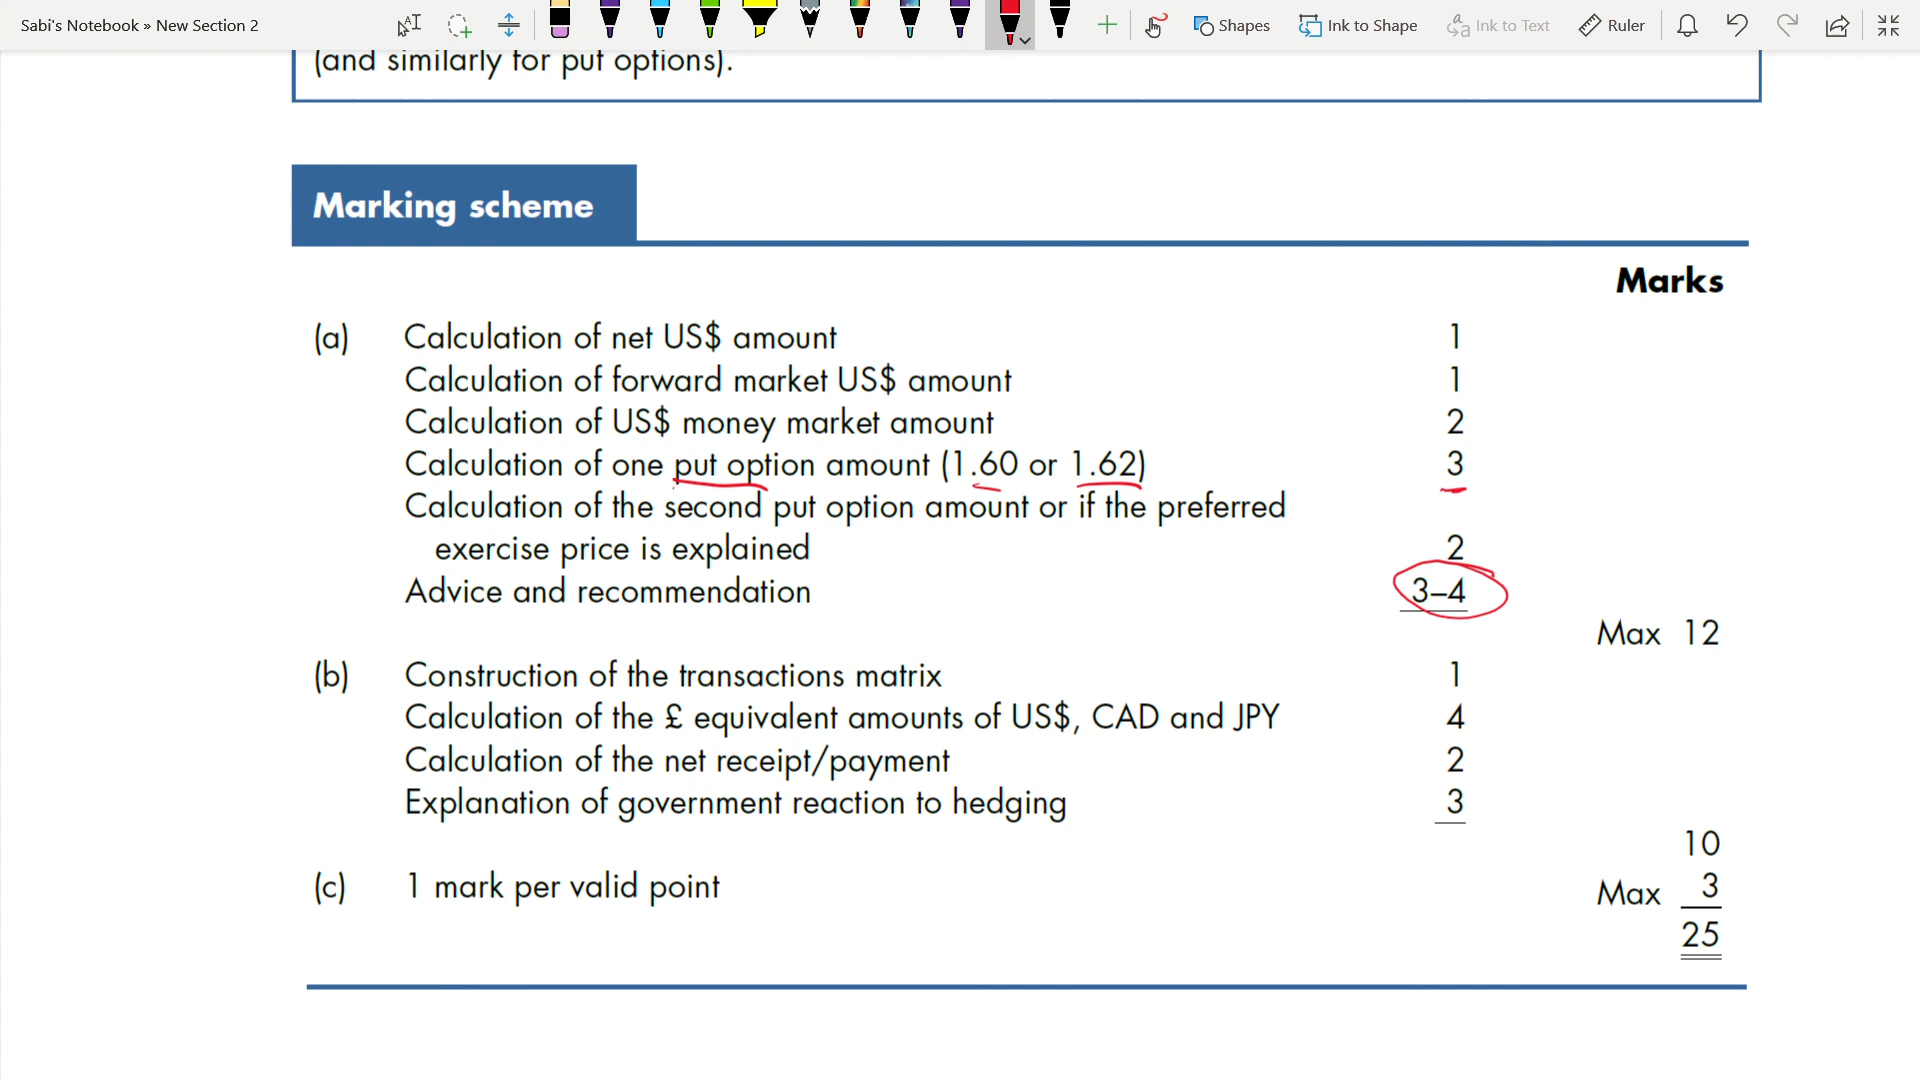 Sabi's Notebook » New Section 2
Shapes
Ink to Shape
Ink to Text
Ruler
(and similarly for put options).
Marking scheme
Marks
(a) Calculation of net US$ amount 1
Calculation of forward market US$ amount 1
Calculation of US$ money market amount 2
Calculation of one put option amount (1.60 or 1.62) 3
Calculation of the second put option amount or if the preferred
exercise price is explained 2
Advice and recommendation 3–4
Max 12
(b) Construction of the transactions matrix 1
Calculation of the £ equivalent amounts of US$, CAD and JPY 4
Calculation of the net receipt/payment 2
Explanation of government reaction to hedging 3
10
(c) 1 mark per valid point Max 3
25